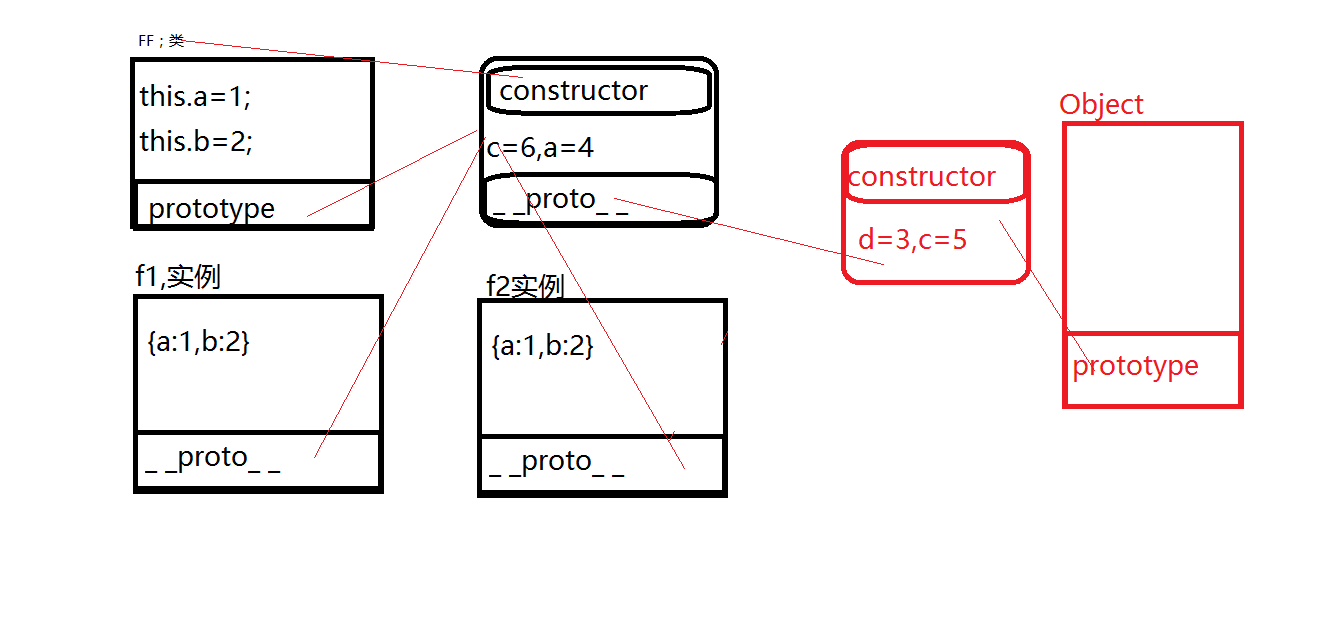 FF；类
this.a=1;
this.b=2;
prototype
constructor
c=6,a=4
_ _proto_ _
constructor
d=3,c=5
Object
prototype
f1,实例
{a:1,b:2}
_ _proto_ _
f2实例
{a:1,b:2}
_ _proto_ _